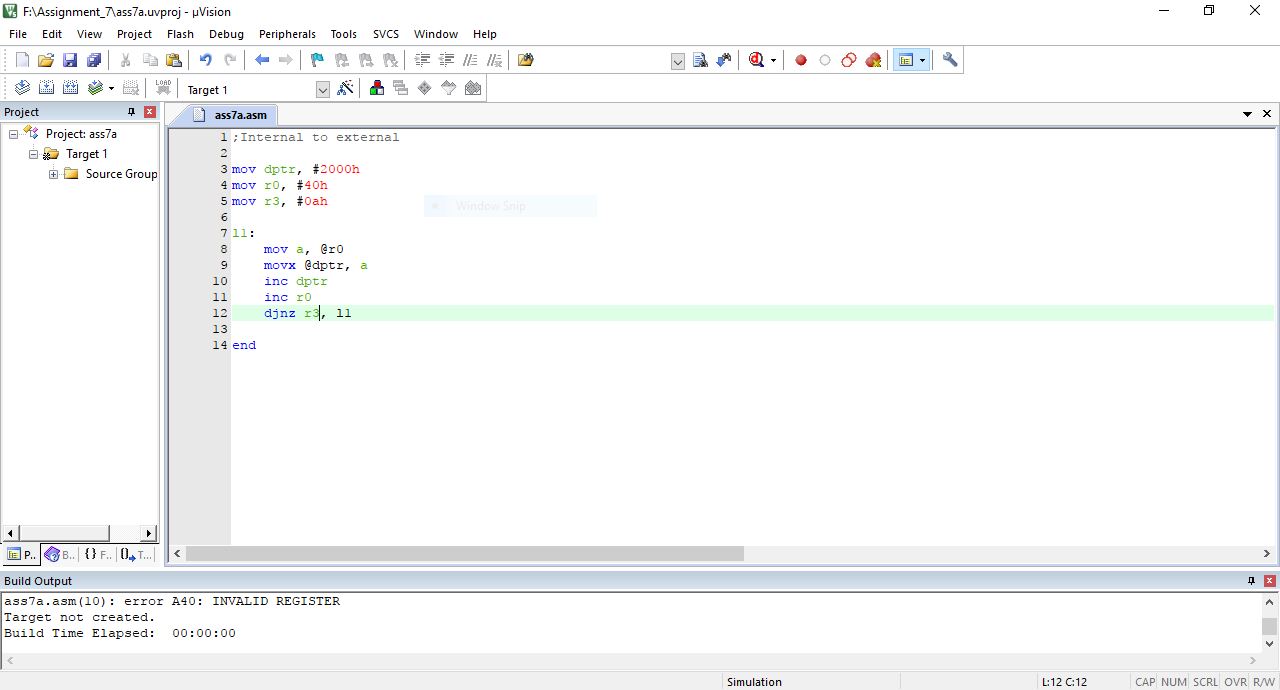 F:\Assignment_7\ass7a.uvproj - µVision
File Edit View Project Flash Debug Peripherals Tools SVCS Window Help
LOAD
Target 1
Project
ass7a.asm
Project: ass7a
Target 1
Source Group
1 ;Internal to external
2
3 mov dptr, #2000h
4 mov r0, #40h
5 mov r3, #0ah
Window Snip
6
7 l1:
8 mov a, @r0
9 movx @dptr, a
10 inc dptr
11 inc r0
12 djnz r3, l1
13
14 end
P... B... {} F... T...
Build Output
ass7a.asm(10): error A40: INVALID REGISTER
Target not created.
Build Time Elapsed: 00:00:00
Simulation L:12 C:12 CAP NUM SCRL OVR R/W